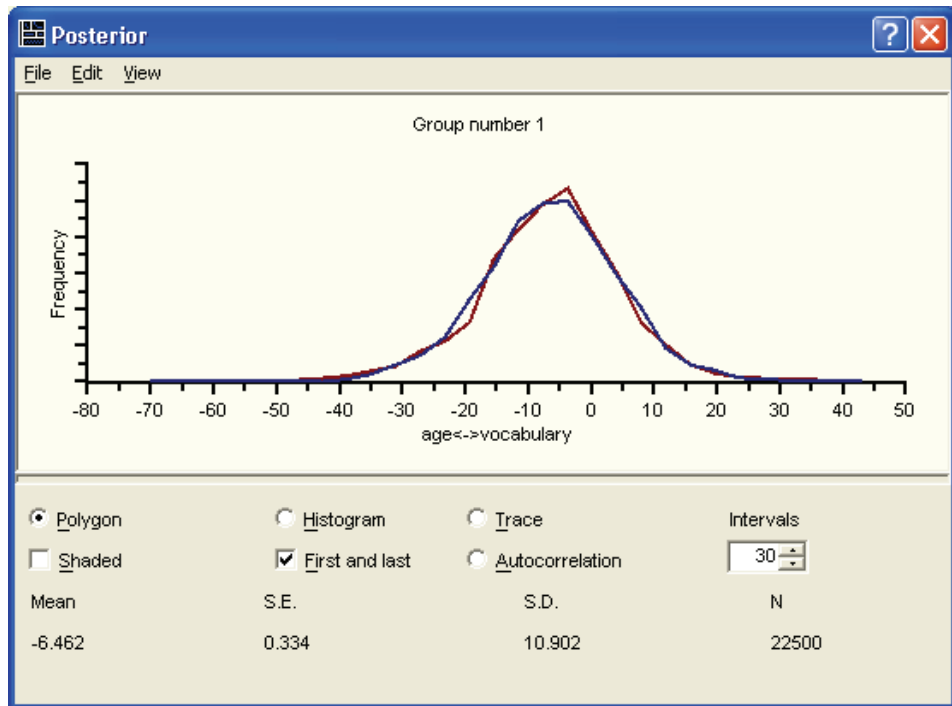 Posterior
File Edit View
Group number 1
Frequency
-80 -70 -60 -50 -40 -30 -20 -10 0 10 20 30 40 50
age<->vocabulary
Polygon Histogram Trace Intervals
Shaded First and last Autocorrelation 30
Mean S.E. S.D. N
-6.462 0.334 10.902 22500